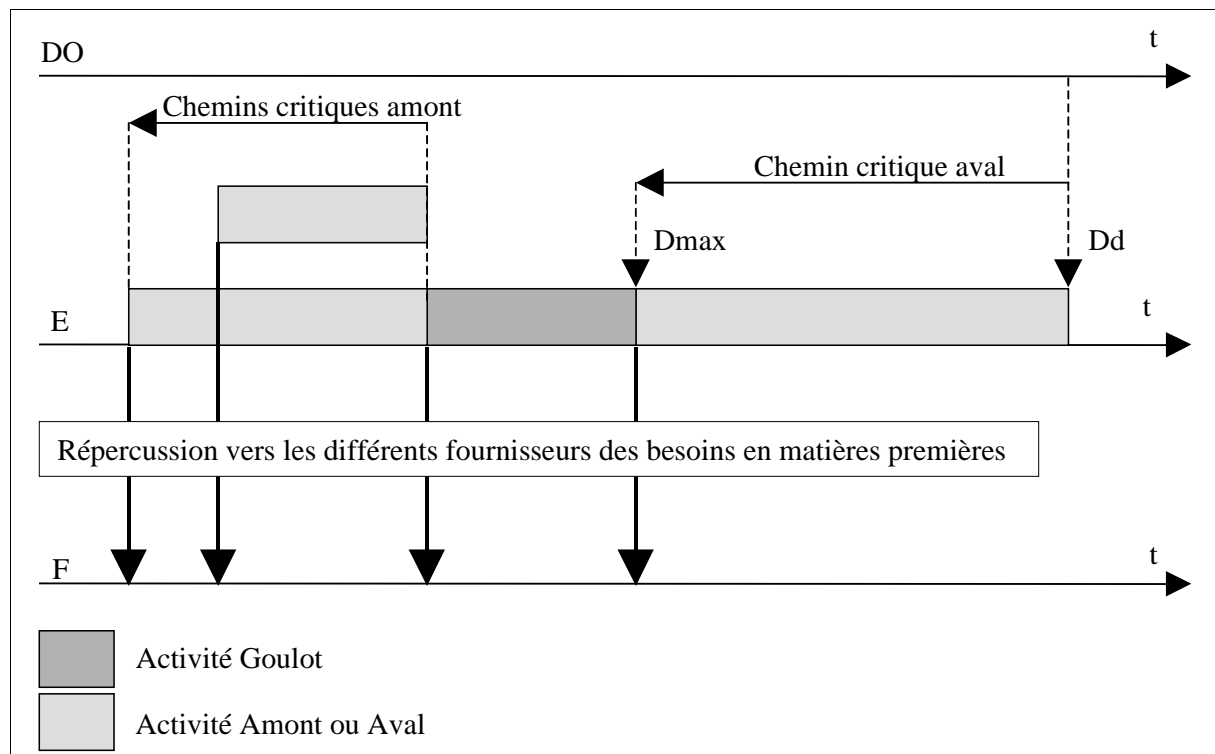 DO
t
Chemins critiques amont
Chemin critique aval
Dmax
Dd
E
t
Répercussion vers les différents fournisseurs des besoins en matières premières
F
t
Activité Goulot
Activité Amont ou Aval